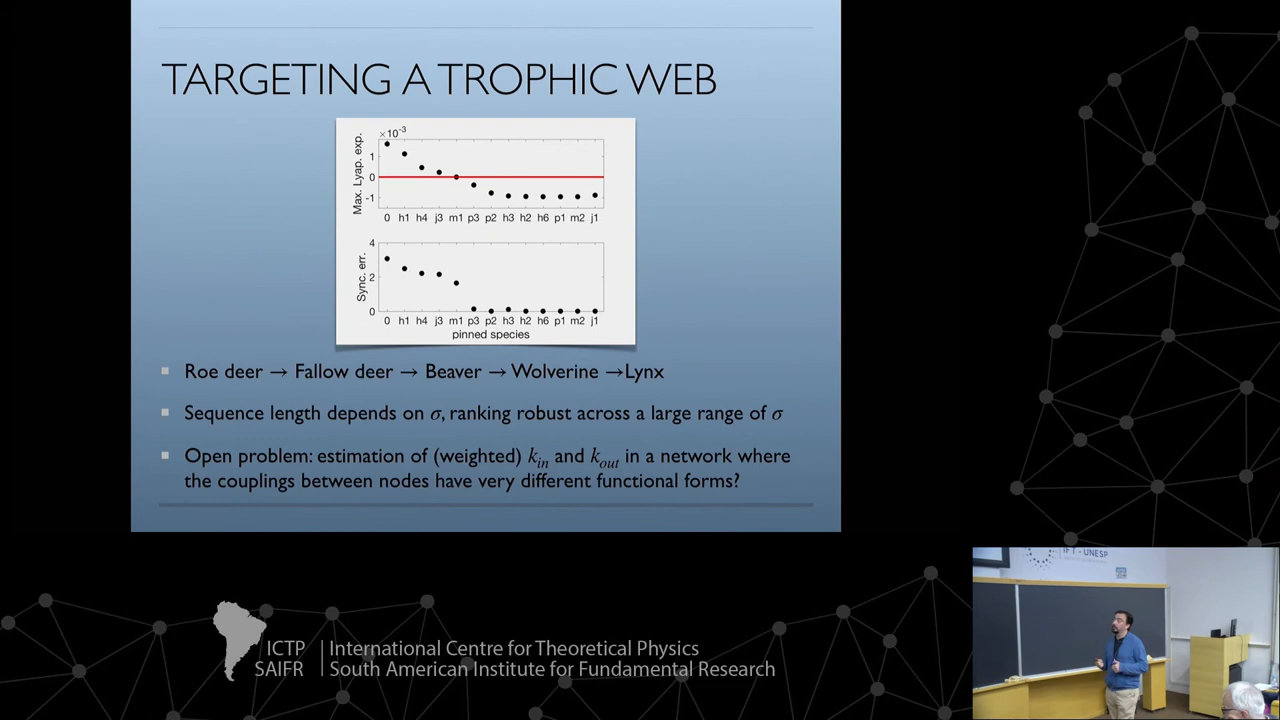 TARGETING A TROPHIC WEB
×10-3
Max. Lyap. exp.
1
0
-1
0 h1 h4 j3 m1 p3 p2 h3 h2 h6 p1 m2 j1
Sync. err.
4
2
0
0 h1 h4 j3 m1 p3 p2 h3 h2 h6 p1 m2 j1
pinned species
Roe deer → Fallow deer → Beaver → Wolverine →Lynx
Sequence length depends on σ, ranking robust across a large range of σ
Open problem: estimation of (weighted) kin and kout in a network where
the couplings between nodes have very different functional forms?
IFT - UNESP
ICTP
SAIFR
International Centre for Theoretical Physics
South American Institute for Fundamental Research